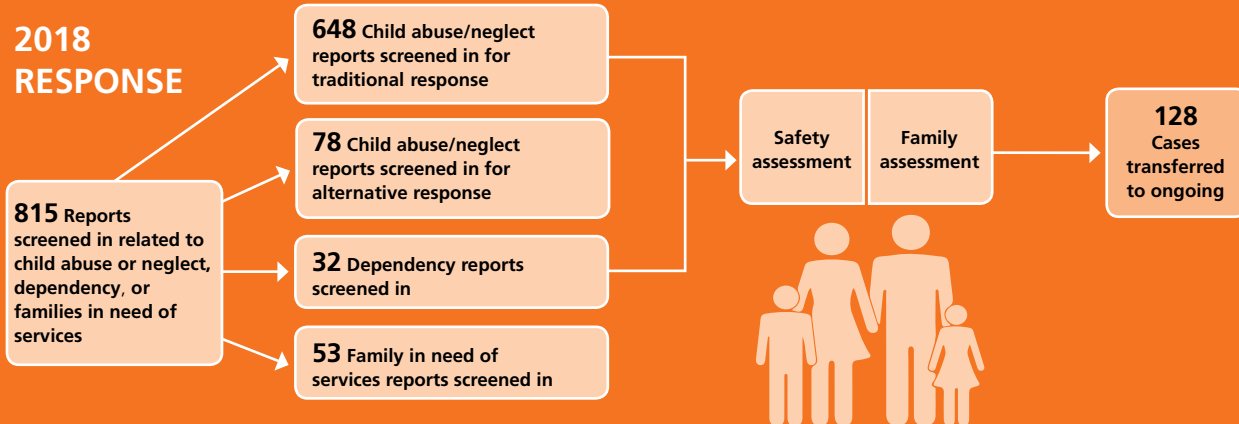 2018
RESPONSE
815 Reports
screened in related to
child abuse or neglect,
dependency, or
families in need of
services
648 Child abuse/neglect
reports screened in for
traditional response
78 Child abuse/neglect
reports screened in for
alternative response
32 Dependency reports
screened in
53 Family in need of
services reports screened in
Safety
assessment
Family
assessment
128
Cases
transferred
to ongoing